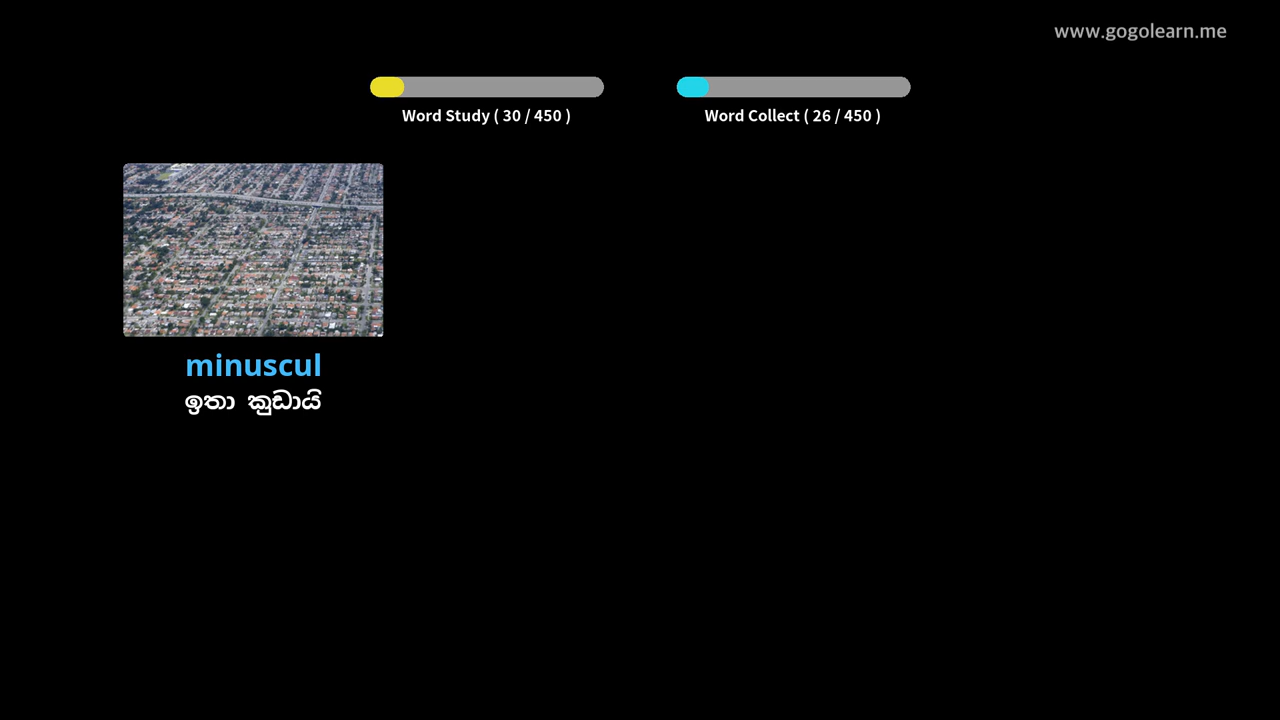 www.gogolearn.me
Word Study ( 30 / 450 )
Word Collect ( 26 / 450 )
minuscul
ඉතා කුඩායි